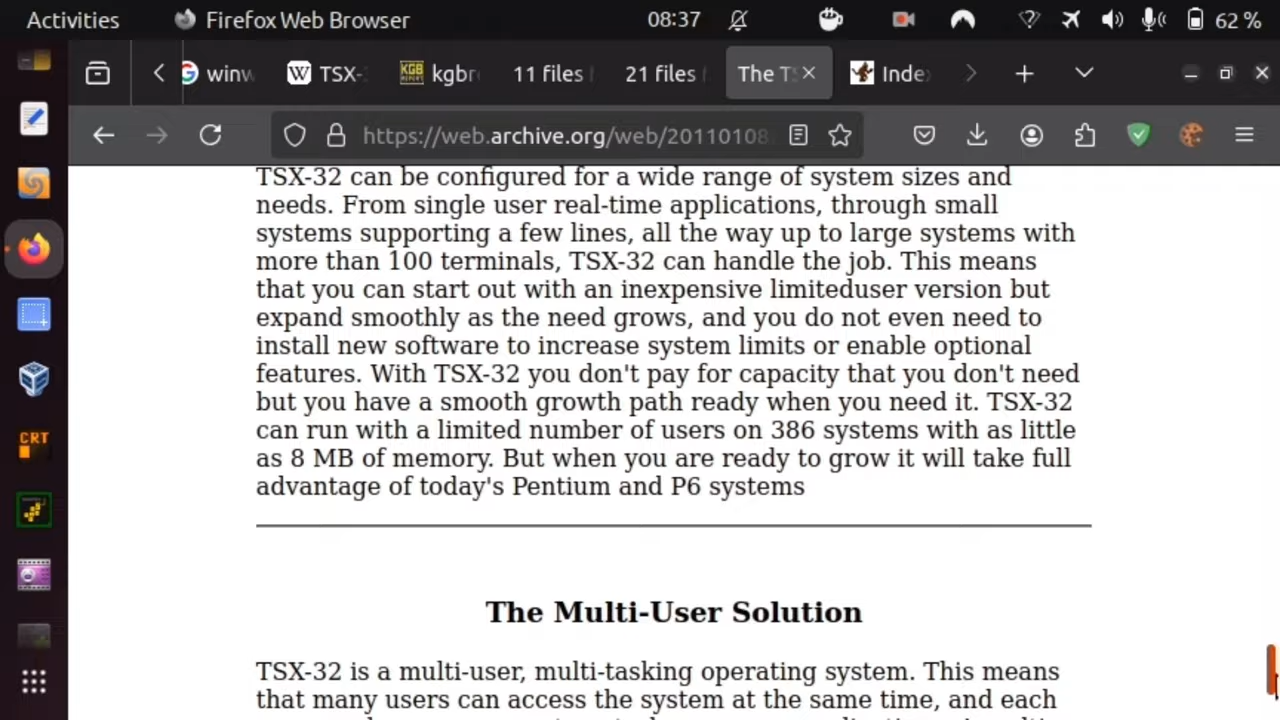 Activities
Firefox Web Browser
08:37
62 %
winw
TSX-
KGB
kgbr
11 files
21 files
The T
Inde
https://web.archive.org/web/20110108
TSX-32 can be configured for a wide range of system sizes and
needs. From single user real-time applications, through small
systems supporting a few lines, all the way up to large systems with
more than 100 terminals, TSX-32 can handle the job. This means
that you can start out with an inexpensive limiteduser version but
expand smoothly as the need grows, and you do not even need to
install new software to increase system limits or enable optional
features. With TSX-32 you don't pay for capacity that you don't need
but you have a smooth growth path ready when you need it. TSX-32
can run with a limited number of users on 386 systems with as little
as 8 MB of memory. But when you are ready to grow it will take full
advantage of today's Pentium and P6 systems
The Multi-User Solution
TSX-32 is a multi-user, multi-tasking operating system. This means
that many users can access the system at the same time, and each
CRT